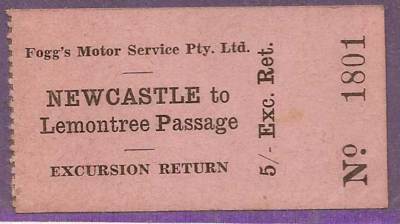 Fogg's Motor Service Pty. Ltd.
NEWCASTLE to
Lemontree Passage
EXCURSION RETURN
5/- Exc. Ret.
No 1801